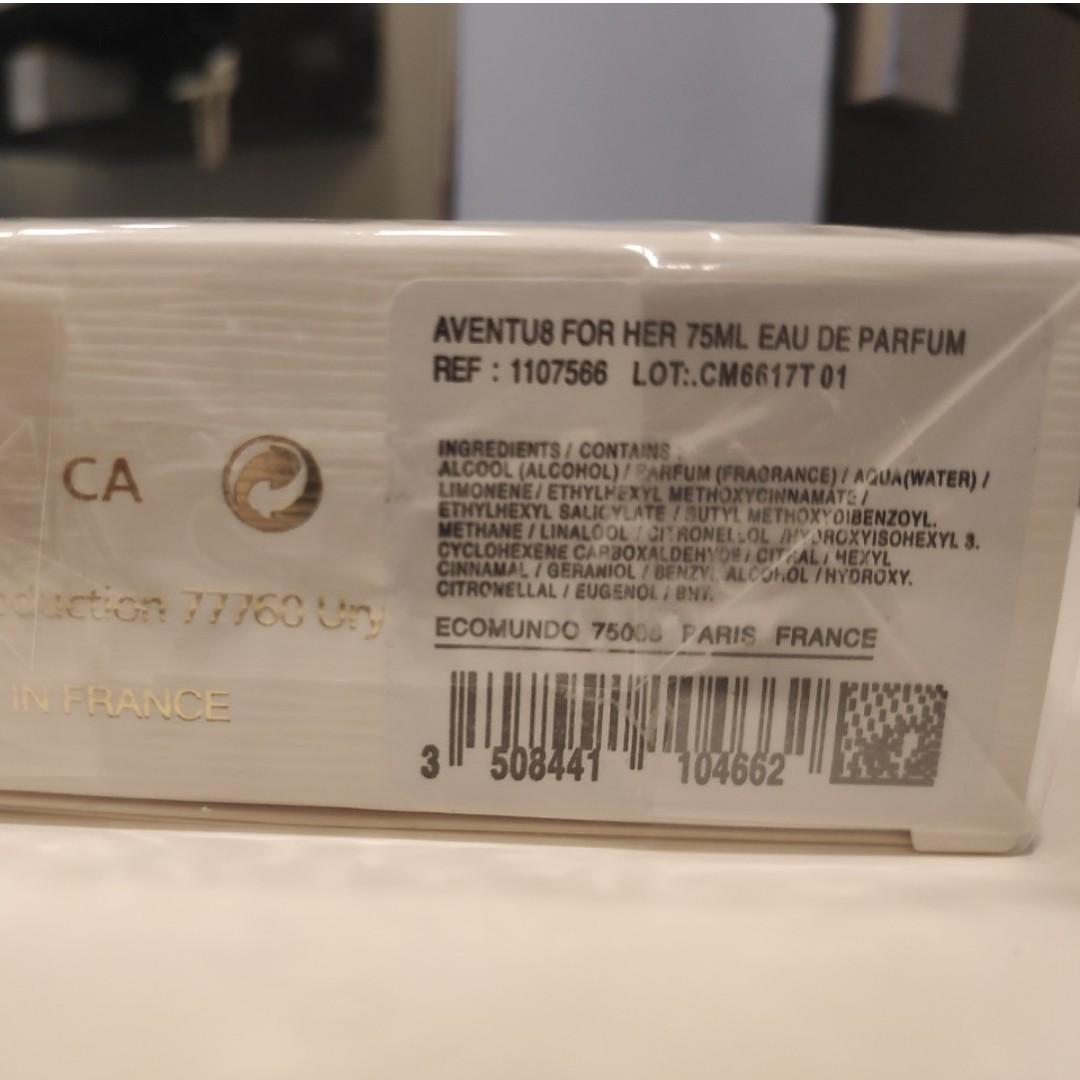 AVENTU8 FOR HER 75ML EAU DE PARFUM
REF : 1107566 LOT:.CM6617T 01
INGREDIENTS / CONTAINS :
ALCOOL (ALCOHOL) / PARFUM (FRAGRANCE) / AQUA(WATER) /
LIMONENE / ETHYLHEXYL METHOXYCINNAMATE /
ETHYLHEXYL SALICYLATE / BUTYL METHOXYDIBENZOYL.
METHANE / LINALOOL / CITRONELLOL /HYDROXYISOHEXYL 3.
CYCLOHEXENE CARBOXALDEHYDE / CITRAL / HEXYL
CINNAMAL / GERANIOL / BENZYL ALCOHOL / HYDROXY.
CITRONELLAL / EUGENOL / BHT.
ECOMUNDO PARIS FRANCE
3 508441 104662
CA
oduction 77760 Ury
IN FRANCE